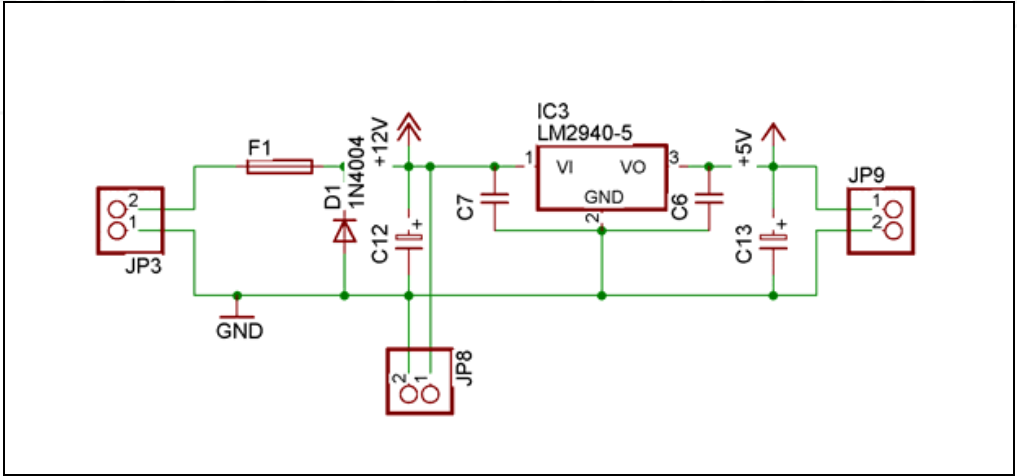 IC3
LM2940-5
F1
D1
1N4004
+12V
1
VI
VO
3
GND
2
+5V
C7
C6
C12
+
C13
+
JP3
2
1
JP9
1
2
GND
JP8
2
1